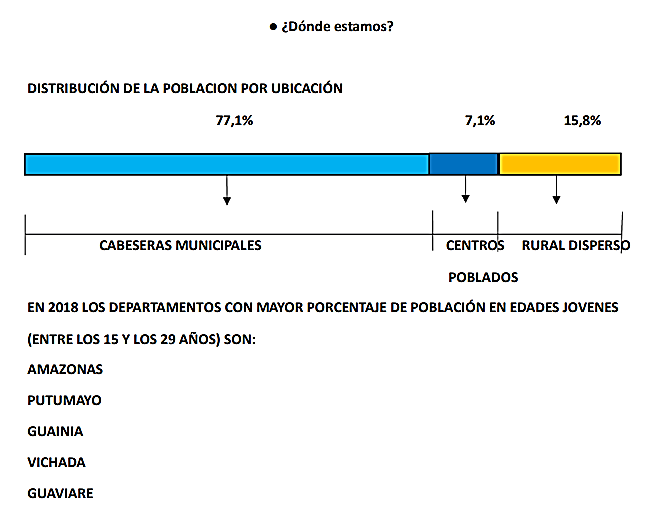 ● ¿Dónde estamos?
DISTRIBUCIÓN DE LA POBLACION POR UBICACIÓN
77,1% 7,1% 15,8%
CABESERAS MUNICIPALES CENTROS RURAL DISPERSO
POBLADOS
EN 2018 LOS DEPARTAMENTOS CON MAYOR PORCENTAJE DE POBLACIÓN EN EDADES JOVENES
(ENTRE LOS 15 Y LOS 29 AÑOS) SON:
AMAZONAS
PUTUMAYO
GUAINIA
VICHADA
GUAVIARE